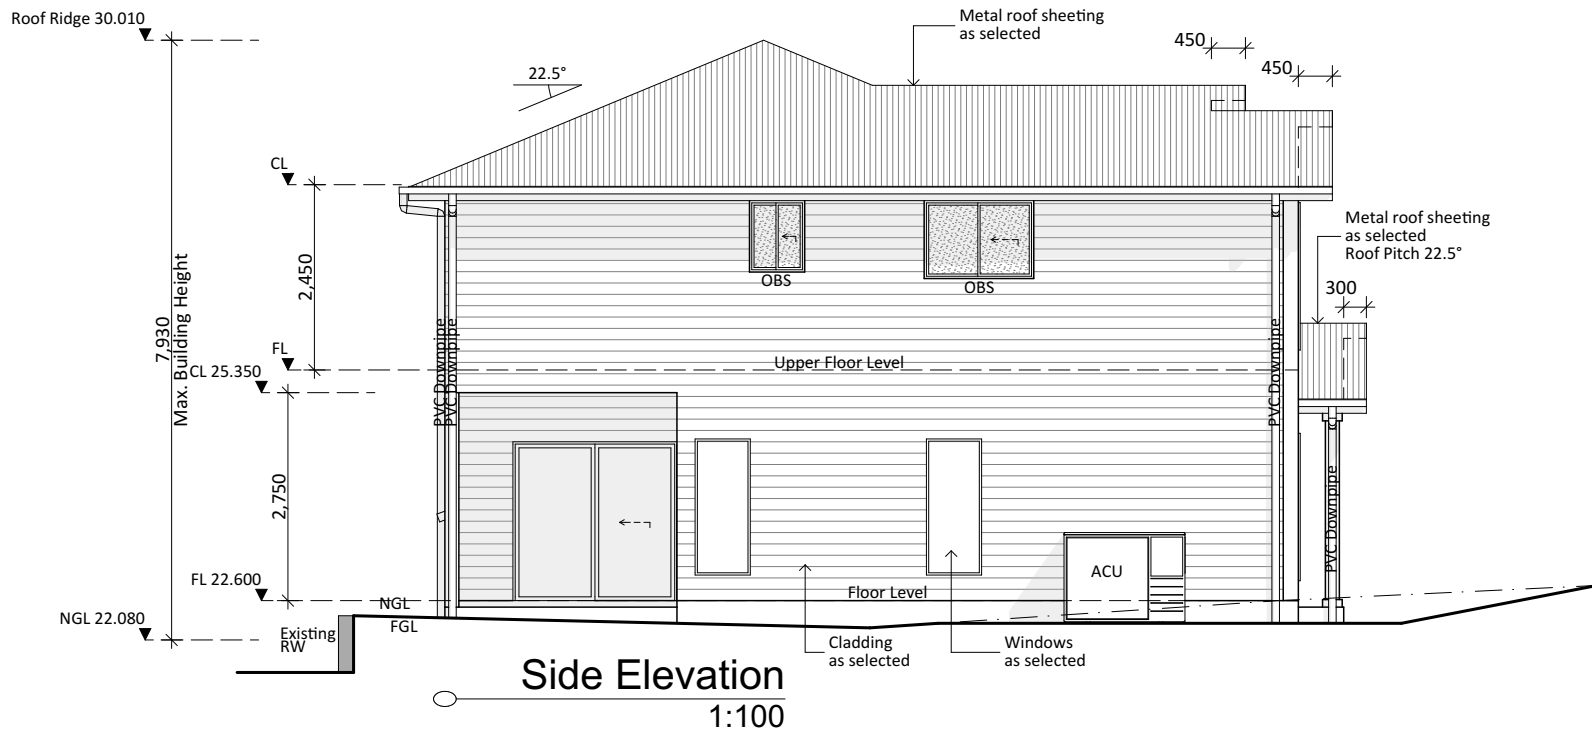 Roof Ridge 30.010
Metal roof sheeting
as selected
450
450
22.5°
CL
Metal roof sheeting
as selected
Roof Pitch 22.5°
300
2,450
OBS
OBS
7,930
Max. Building Height
FL
Upper Floor Level
CL 25.350
PVC Downpipe
PVC Downpipe
PVC Downpipe
2,750
PVC Downpipe
ACU
FL 22.600
Floor Level
NGL
NGL 22.080
FGL
Existing
RW
Cladding
as selected
Windows
as selected
Side Elevation
1:100